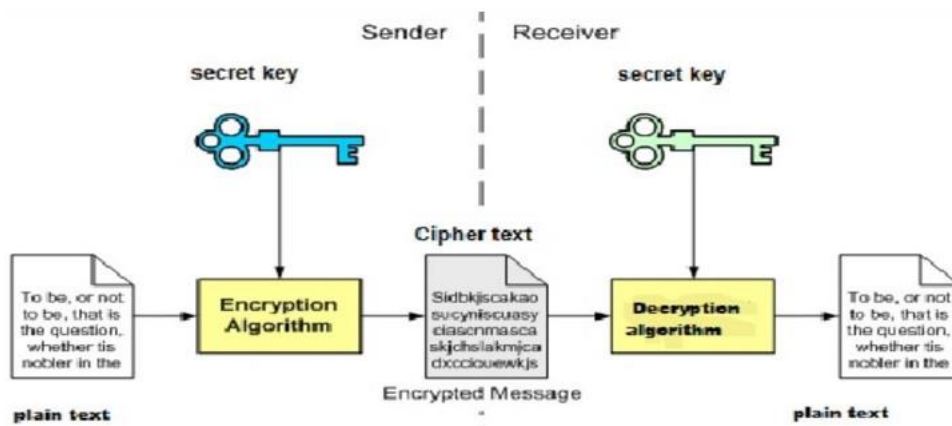 Sender
Receiver
secret key
secret key
Cipher text
To be, or not
to be, that is
the question,
whether tis
nobler in the
Encryption
Algorithm
Sidbkjscakao
sucyniscuasy
ciascnmasca
skjchslakmjca
dxcciouewkjs
Decryption
algorithm
To be, or not
to be, that is
the question,
whether tis
nobler in the
Encrypted Message
plain text
plain text